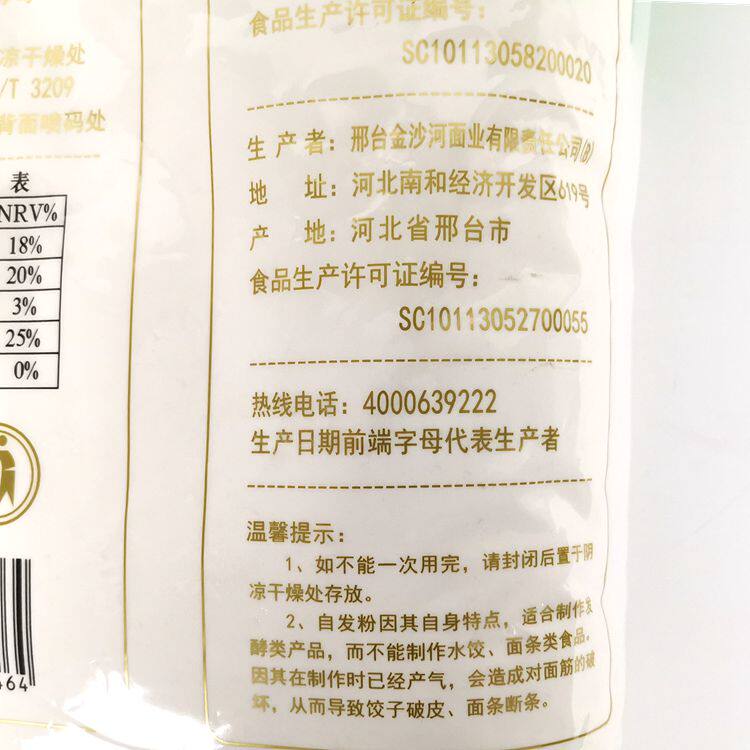 凉干燥处
/T 3209
背面喷码处
表
NRV%
18%
20%
3%
25%
0%
464
食品生产许可证编号：
SC10113058200020
生产者：邢台金沙河面业有限责任公司(B)
地 址：河北南和经济开发区619号
产 地：河北省邢台市
食品生产许可证编号：
SC10113052700055
热线电话：4000639222
生产日期前端字母代表生产者
温馨提示：
1、如不能一次用完，请封闭后置于阴
凉干燥处存放。
2、自发粉因其自身特点，适合制作发
酵类产品，而不能制作水饺、面条类食品。
因其在制作时已经产气，会造成对面筋的破
坏，从而导致饺子破皮、面条断条。